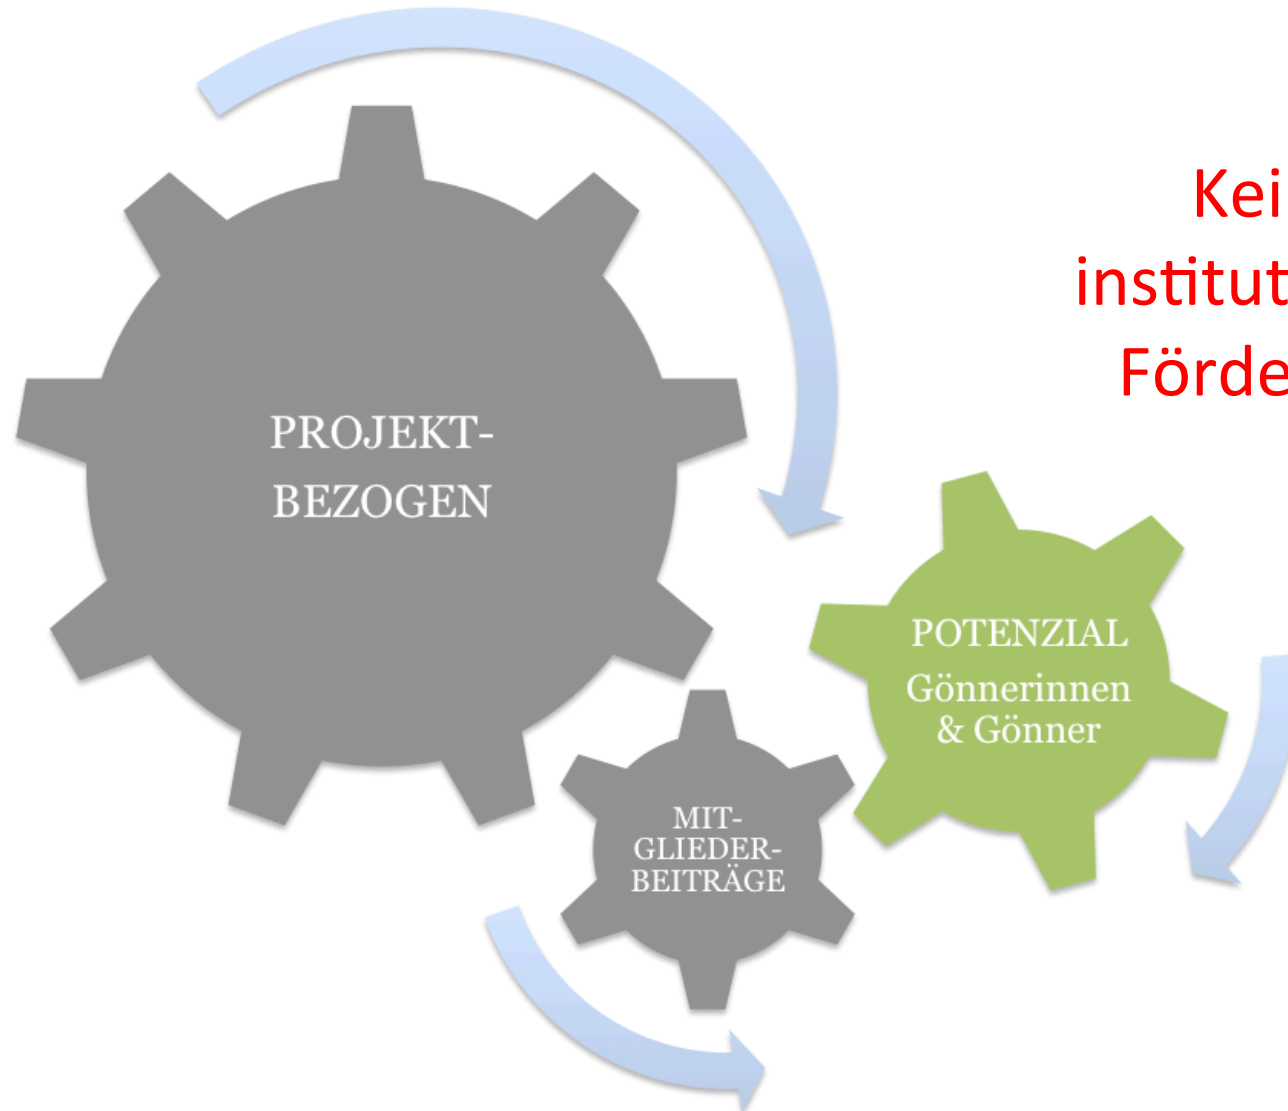 Kei
institut
Förde
PROJEKT-
BEZOGEN
POTENZIAL
Gönnerinnen
& Gönner
MIT-
GLIEDER-
BEITRÄGE